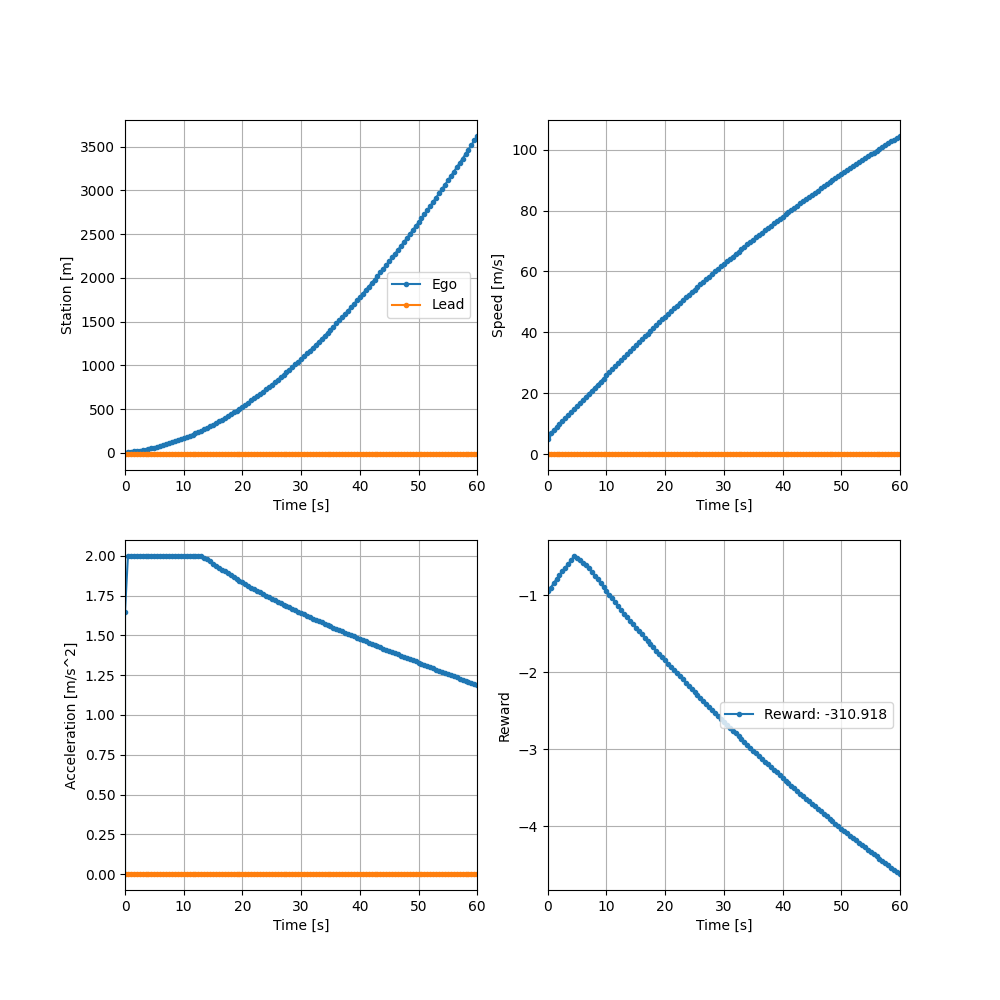 3500
3000
2500
2000
1500
1000
500
0
Station [m]
Ego
Lead
0 10 20 30 40 50 60
Time [s]
100
80
60
40
20
0
Speed [m/s]
0 10 20 30 40 50 60
Time [s]
2.00
1.75
1.50
1.25
1.00
0.75
0.50
0.25
0.00
Acceleration [m/s^2]
0 10 20 30 40 50 60
Time [s]
−1
−2
−3
−4
Reward
Reward: -310.918
0 10 20 30 40 50 60
Time [s]